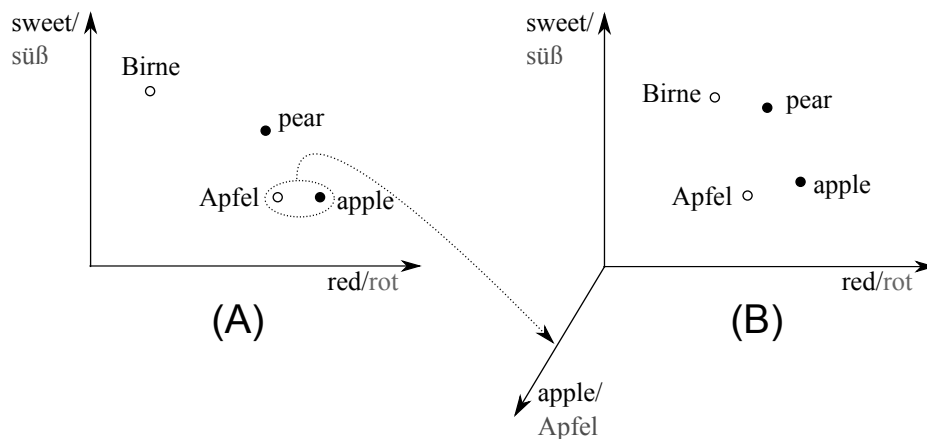 sweet/
süß
Birne
pear
Apfel
apple
red/rot
(A)
sweet/
süß
Birne
pear
Apfel
apple
red/rot
(B)
apple/
Apfel